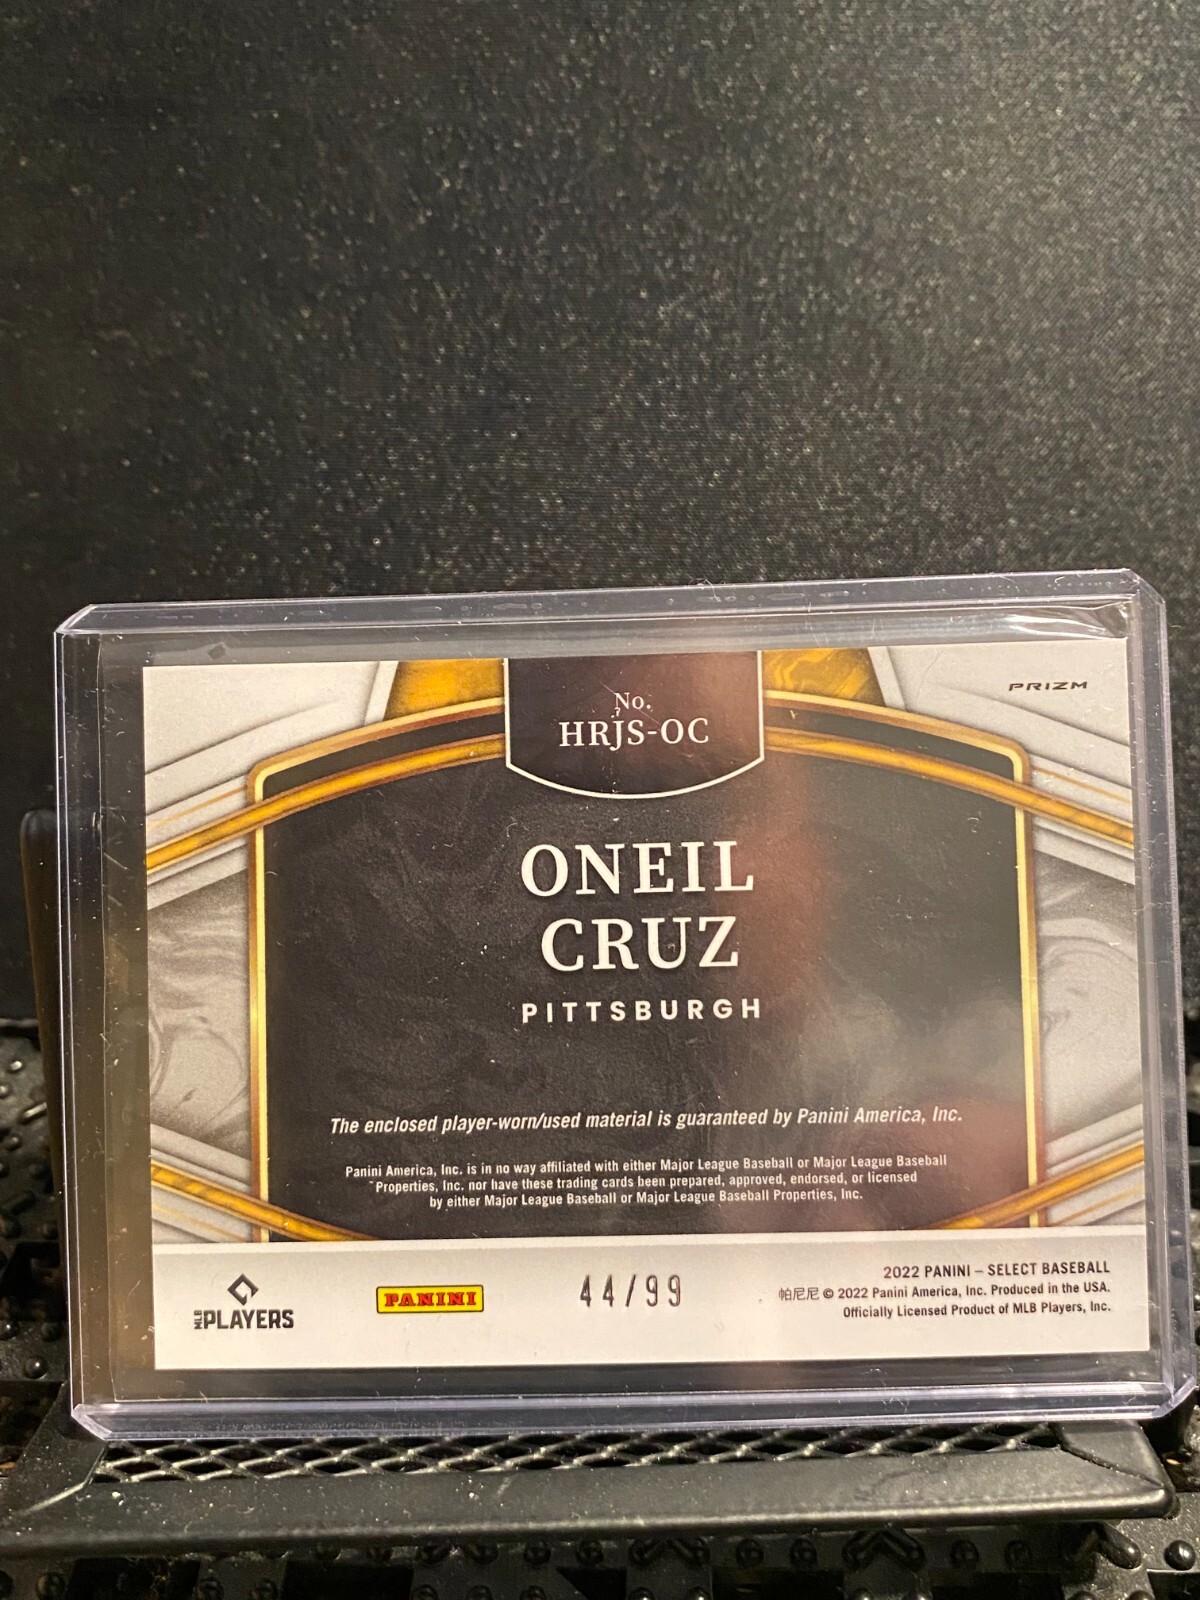 PRIZM
No.
HRJS-OC
ONEIL
CRUZ
PITTSBURGH
The enclosed player-worn/used material is guaranteed by Panini America, Inc.
Panini America, Inc. is in no way affiliated with either Major League Baseball or Major League Baseball
Properties, Inc. nor have these trading cards been prepared, approved, endorsed, or licensed
by either Major League Baseball or Major League Baseball Properties, Inc.
MLB PLAYERS
PANINI
44/99
2022 PANINI – SELECT BASEBALL
帕尼尼 © 2022 Panini America, Inc. Produced in the USA.
Officially Licensed Product of MLB Players, Inc.